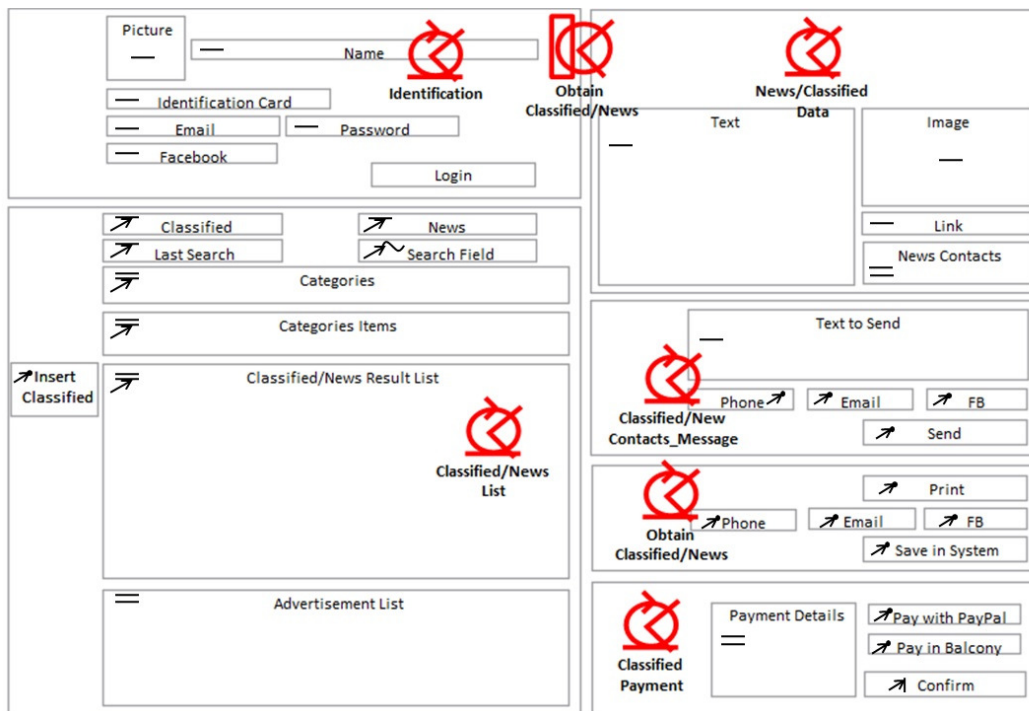 Picture
Name
Identification
Identification Card
Email
Password
Facebook
Login
Obtain
Classified/News
News/Classified
Data
Text
Image
Link
News Contacts
Classified
News
Last Search
Search Field
Categories
Categories Items
Insert
Classified
Classified/News Result List
Classified/News
List
Advertisement List
Text to Send
Classified/New
Contacts_Message
Phone
Email
FB
Send
Obtain
Classified/News
Print
Phone
Email
FB
Save in System
Classified
Payment
Payment Details
Pay with PayPal
Pay in Balcony
Confirm